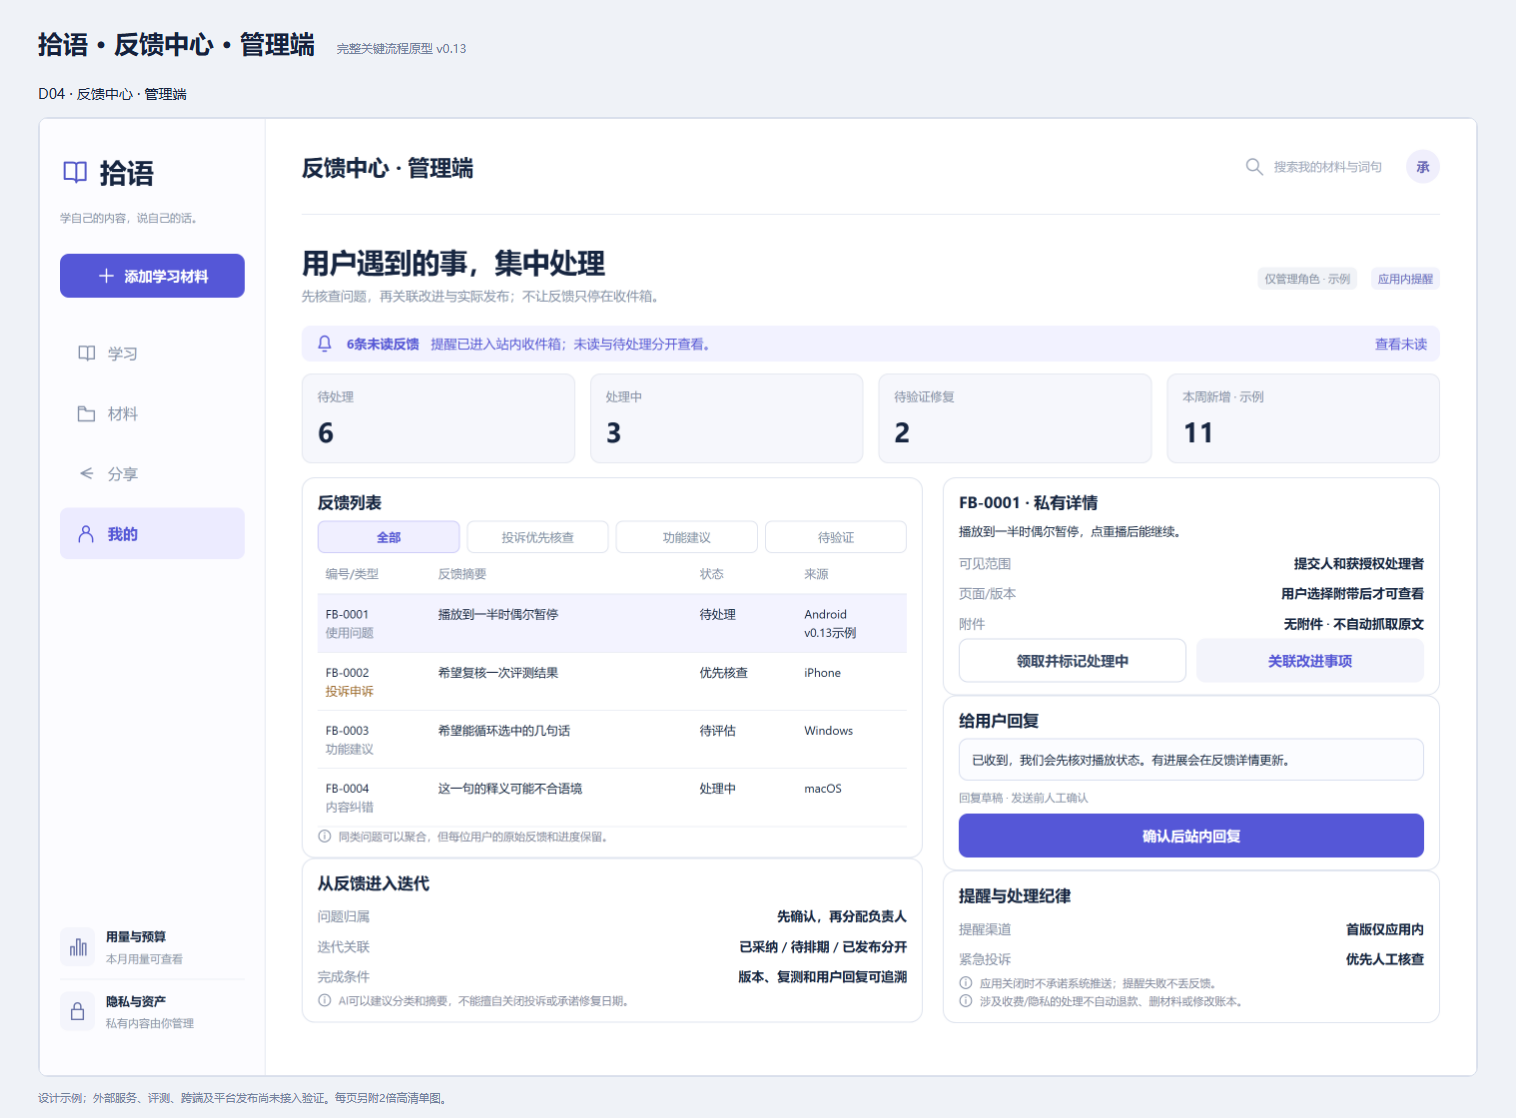 拾语·反馈中心·管理端 完整关键流程原型 v0.13
D04 · 反馈中心 · 管理端
拾语
学自己的内容，说自己的话。
添加学习材料
学习
材料
分享
我的
用量与预算
本月用量可查看
隐私与资产
私有内容由你管理
反馈中心 · 管理端
搜索我的材料与词句
承
用户遇到的事，集中处理
先核查问题，再关联改进与实际发布；不让反馈只停在收件箱。
仅管理角色 · 示例
应用内提醒
6条未读反馈 提醒已进入站内收件箱；未读与待处理分开查看。
查看未读
待处理
6
处理中
3
待验证修复
2
本周新增 · 示例
11
反馈列表
全部 投诉优先核查 功能建议 待验证
编号/类型 反馈摘要 状态 来源
FB-0001 播放到一半时偶尔暂停 待处理 Android
使用问题 v0.13示例
FB-0002 希望复核一次评测结果 优先核查 iPhone
投诉申诉
FB-0003 希望能循环选中的几句话 待评估 Windows
功能建议
FB-0004 这一句的释义可能不合语境 处理中 macOS
内容纠错
同类问题可以聚合，但每位用户的原始反馈和进度保留。
从反馈进入迭代
问题归属 先确认，再分配负责人
迭代关联 已采纳 / 待排期 / 已发布分开
完成条件 版本、复测和用户回复可追溯
AI可以建议分类和摘要，不能擅自关闭投诉或承诺修复日期。
FB-0001 · 私有详情
播放到一半时偶尔暂停，点重播后能继续。
可见范围 提交人和获授权处理者
页面/版本 用户选择附带后才可查看
附件 无附件 · 不自动抓取原文
领取并标记处理中 关联改进事项
给用户回复
已收到，我们会先核对播放状态。有进展会在反馈详情更新。
回复草稿 · 发送前人工确认
确认后站内回复
提醒与处理纪律
提醒渠道 首版仅应用内
紧急投诉 优先人工核查
应用关闭时不承诺系统推送；提醒失败不丢反馈。
涉及收费/隐私的处理不自动退款、删材料或修改账本。
设计示例；外部服务、评测、跨端及平台发布尚未接入验证。每页另附2倍高清单图。